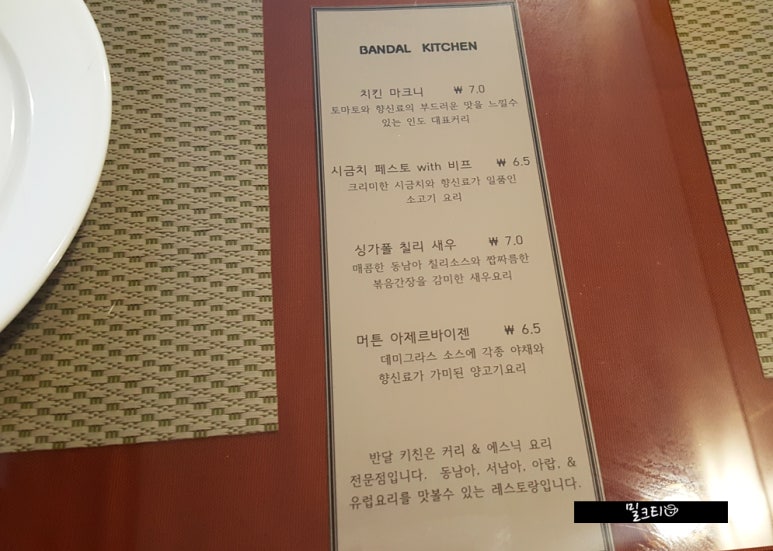 BANDAL KITCHEN
치킨 마크니 ₩ 7.0
토마토와 향신료의 부드러운 맛을 느낄수
있는 인도 대표커리
시금치 페스토 with 비프 ₩ 6.5
크리미한 시금치와 향신료가 일품인
소고기 요리
싱가폴 칠리 새우 ₩ 7.0
매콤한 동남아 칠리소스와 짭짜름한
볶음간장을 감미한 새우요리
머튼 아제르바이젠 ₩ 6.5
데미그라스 소스에 각종 야채와
향신료가 가미된 양고기요리
반달 키친은 커리 & 에스닉 요리
전문점입니다. 동남아, 서남아, 아랍, &
유럽요리를 맛볼수 있는 레스토랑입니다.
밀크티